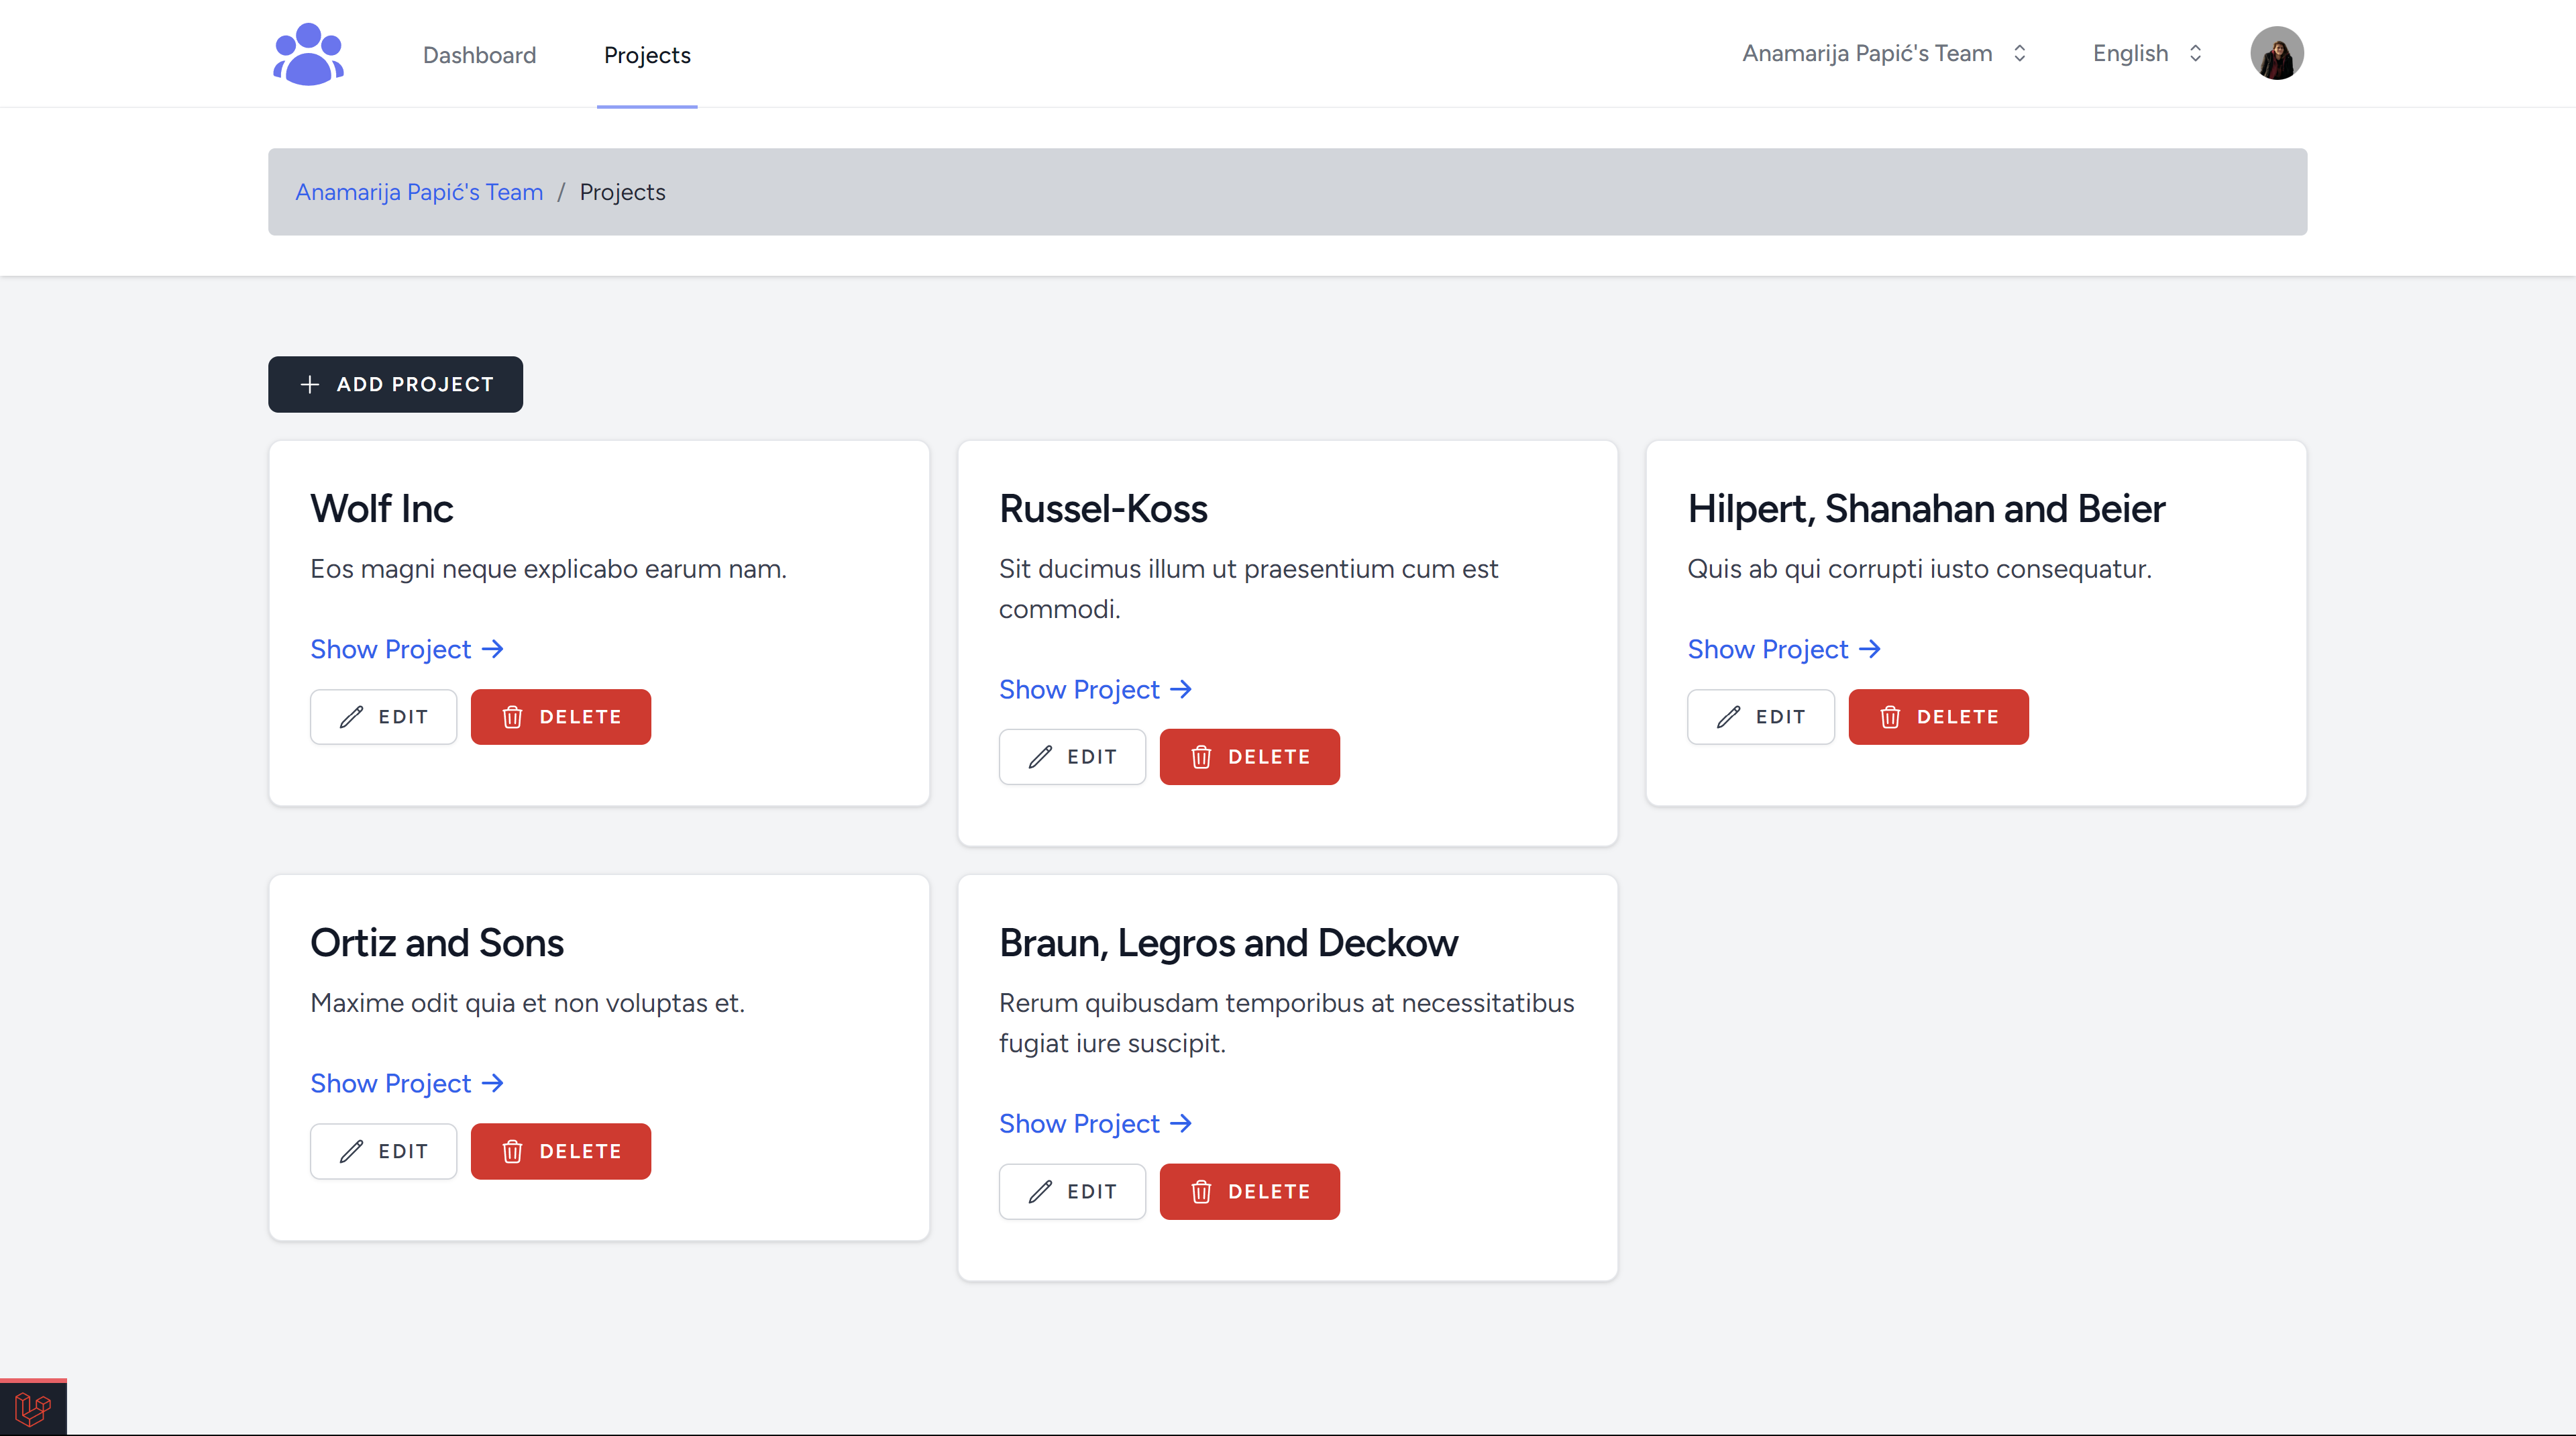 Dashboard
Projects
Anamarija Papić's Team
English
Anamarija Papić's Team / Projects
ADD PROJECT
Wolf Inc
Eos magni neque explicabo earum nam.
Show Project →
EDIT
DELETE
Russel-Koss
Sit ducimus illum ut praesentium cum est
commodi.
Show Project →
EDIT
DELETE
Hilpert, Shanahan and Beier
Quis ab qui corrupti iusto consequatur.
Show Project →
EDIT
DELETE
Ortiz and Sons
Maxime odit quia et non voluptas et.
Show Project →
EDIT
DELETE
Braun, Legros and Deckow
Rerum quibusdam temporibus at necessitatibus
fugiat iure suscipit.
Show Project →
EDIT
DELETE